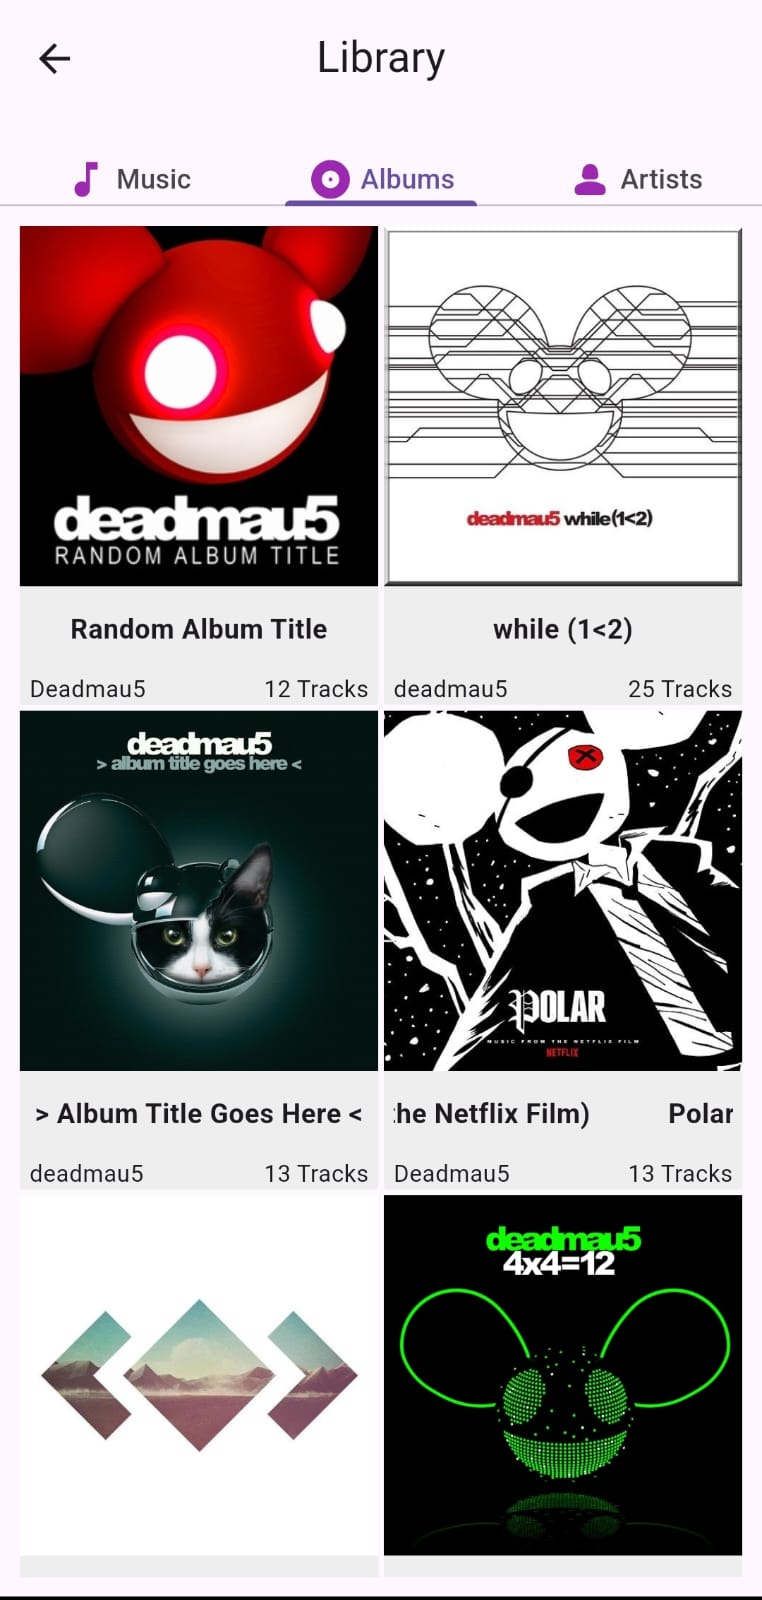 Library
Music
Albums
Artists
deadmau5
RANDOM ALBUM TITLE
deadmau5 while(1<2)
Random Album Title
while (1<2)
Deadmau5
12 Tracks
deadmau5
25 Tracks
deadmau5
> album title goes here <
POLAR
MUSIC FROM THE NETFLIX FILM
NETFLIX
> Album Title Goes Here <
he Netflix Film)
Polar
deadmau5
13 Tracks
Deadmau5
13 Tracks
deadmau5
4x4=12